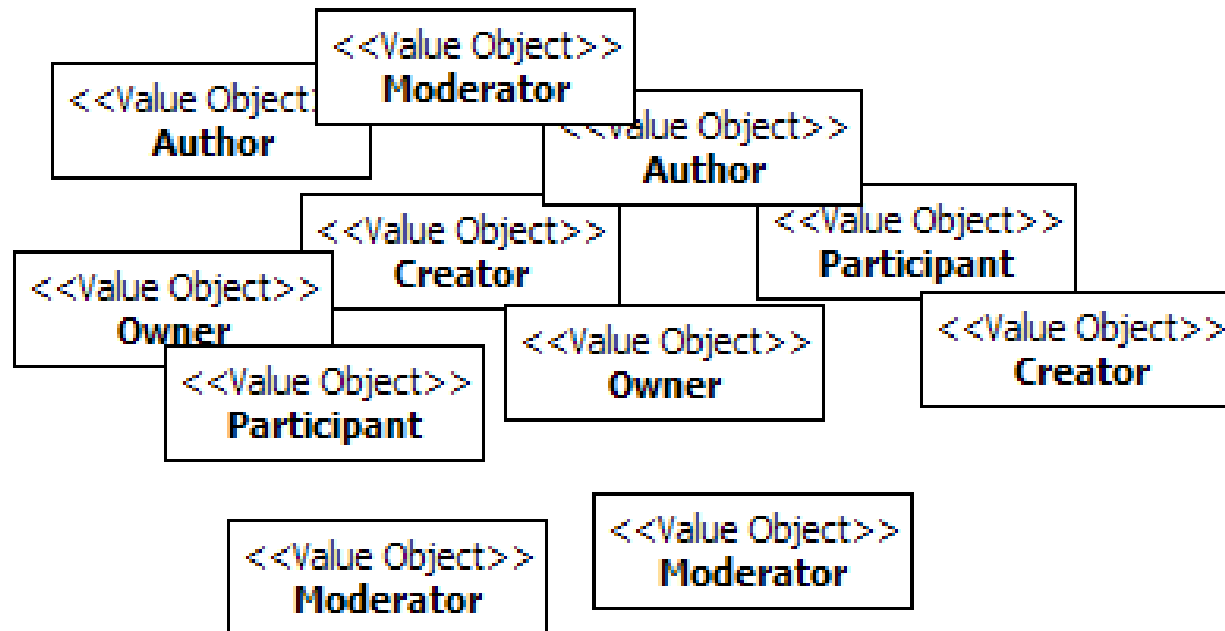 <<Value Object>>
Moderator
<<Value Object
Author
<<Value Object>>
Author
<<Value Object>>
Creator
<<Value Object>>
Participant
<<Value Object>>
Owner
<<Value Object>>
Owner
<<Value Object>>
Creator
<<Value Object>>
Participant
<<Value Object>>
Moderator
<<Value Object>>
Moderator